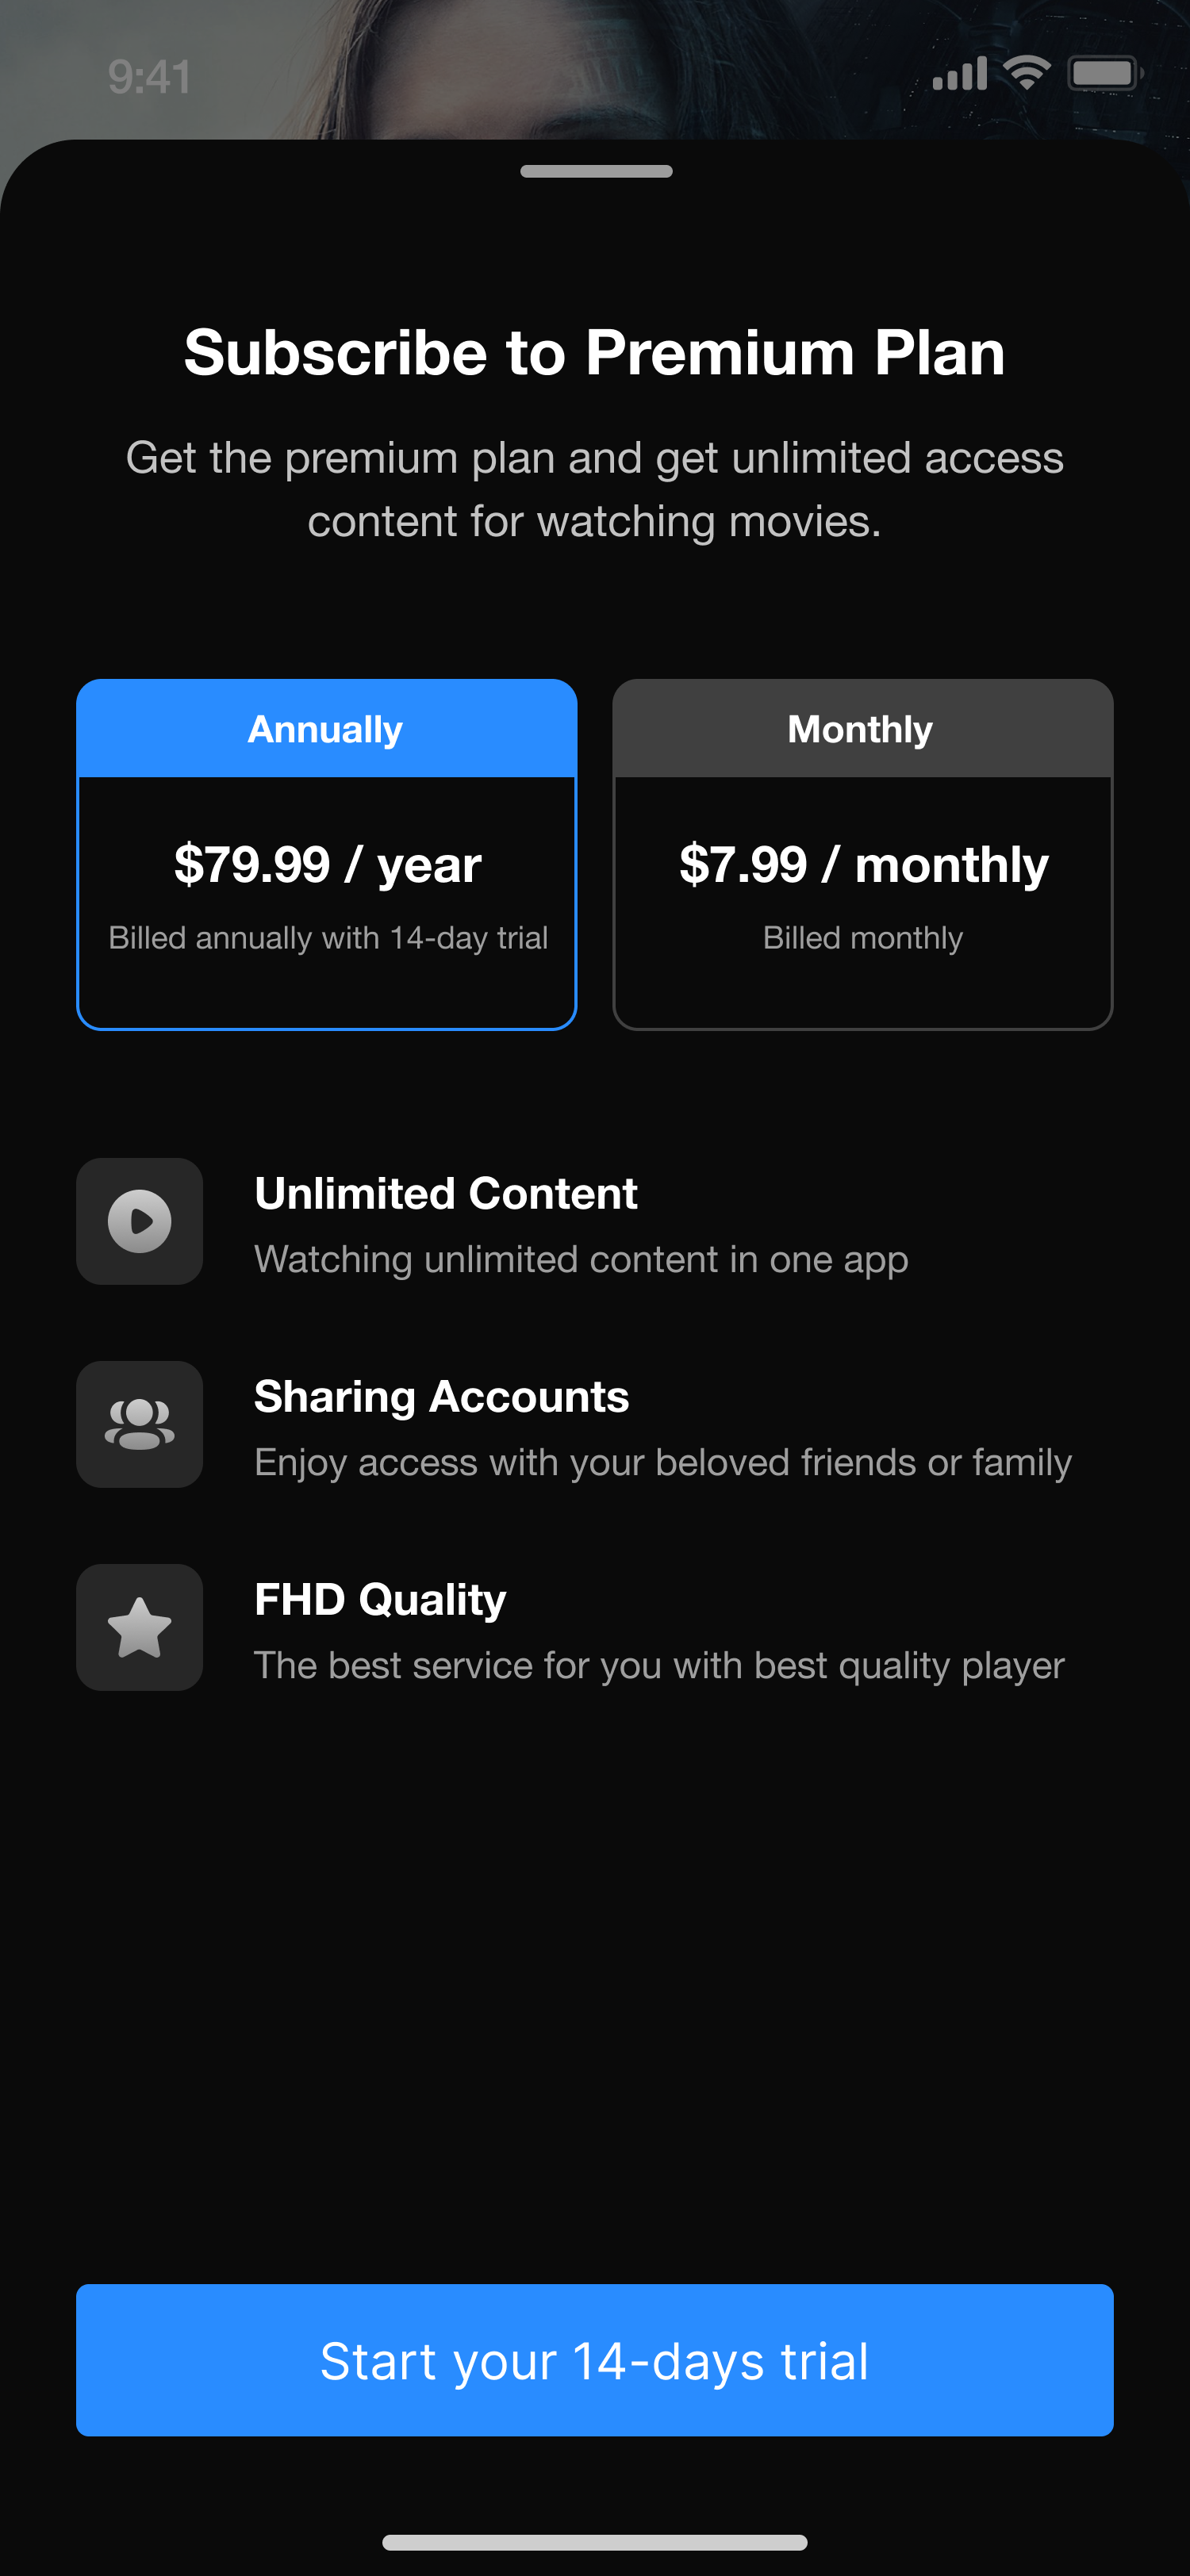 9:41
Subscribe to Premium Plan
Get the premium plan and get unlimited access
content for watching movies.
Annually
$79.99 / year
Billed annually with 14-day trial
Monthly
$7.99 / monthly
Billed monthly
Unlimited Content
Watching unlimited content in one app
Sharing Accounts
Enjoy access with your beloved friends or family
FHD Quality
The best service for you with best quality player
Start your 14-days trial